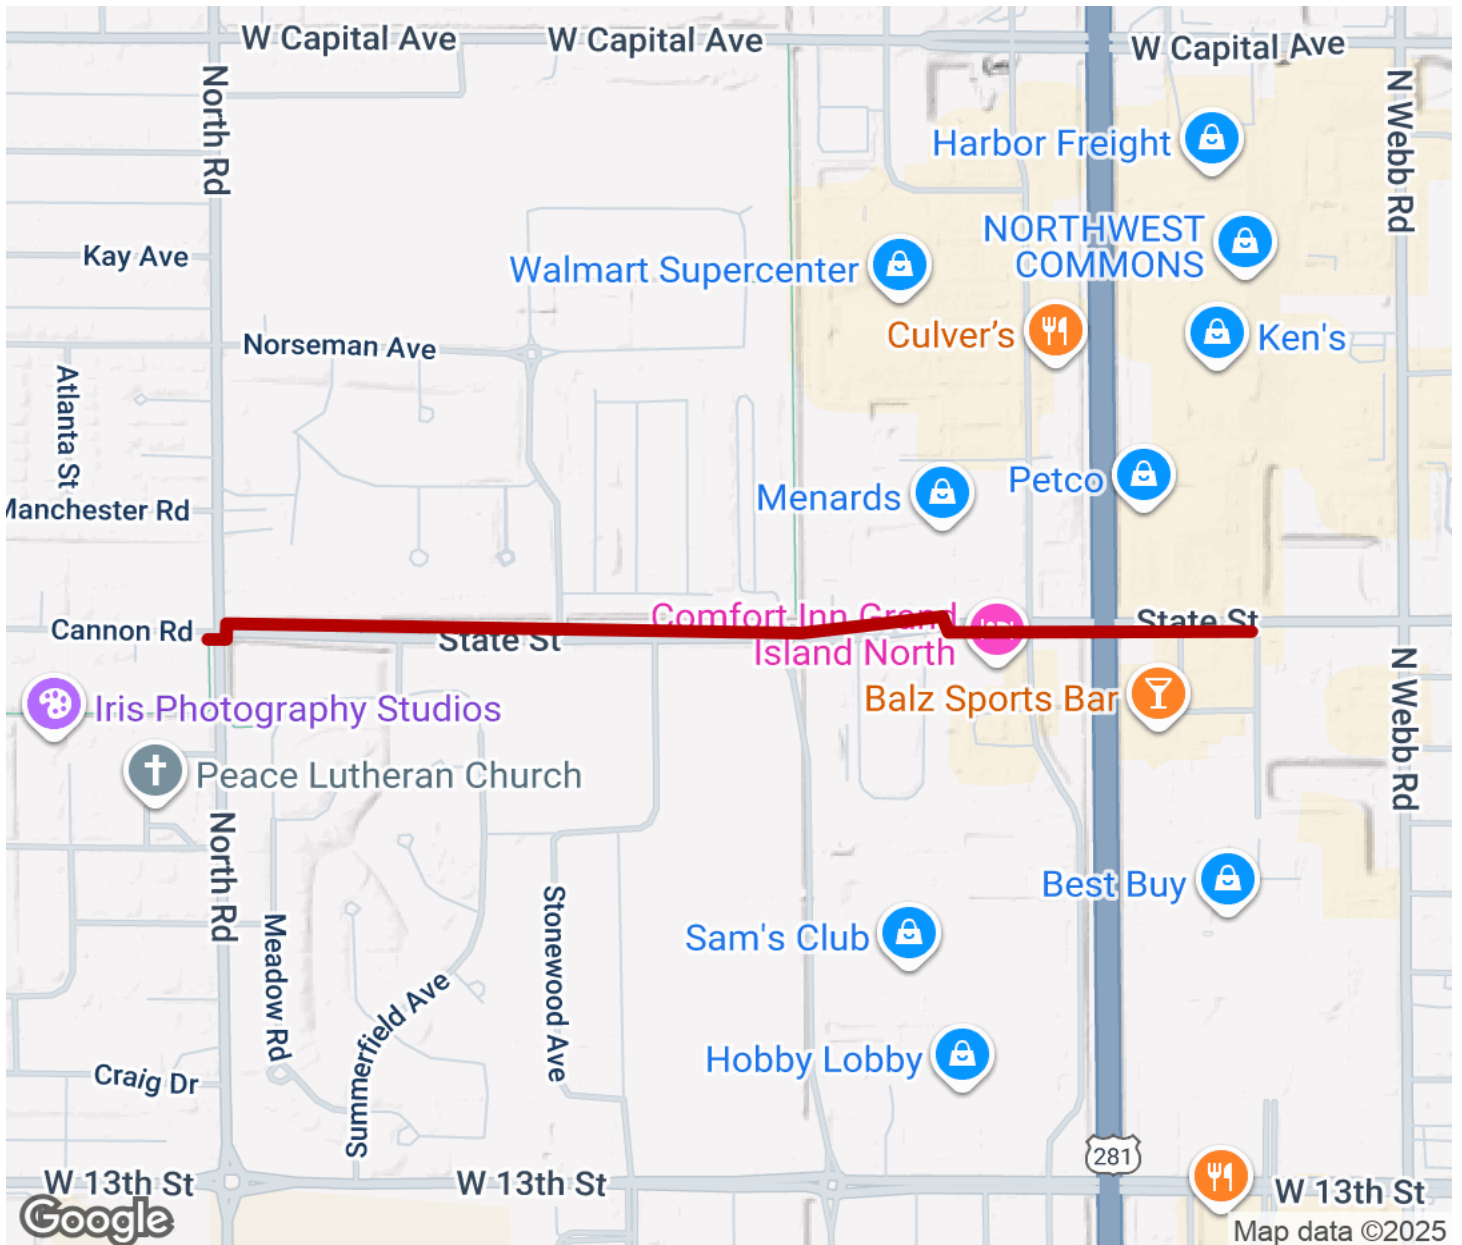 W Capital Ave
W Capital Ave
W Capital Ave
North Rd
N Webb Rd
Harbor Freight
NORTHWEST
COMMONS
Kay Ave
Walmart Supercenter
Culver's
Ken's
Norseman Ave
Atlanta St
Petco
Menards
Manchester Rd
Comfort Inn Grand
Island North
State St
Cannon Rd
State St
N Webb Rd
Balz Sports Bar
Iris Photography Studios
Peace Lutheran Church
North Rd
Best Buy
Stonewood Ave
Meadow Rd
Sam's Club
Summerfield Ave
Hobby Lobby
Craig Dr
281
W 13th St
W 13th St
W 13th St
Google
Map data ©2025